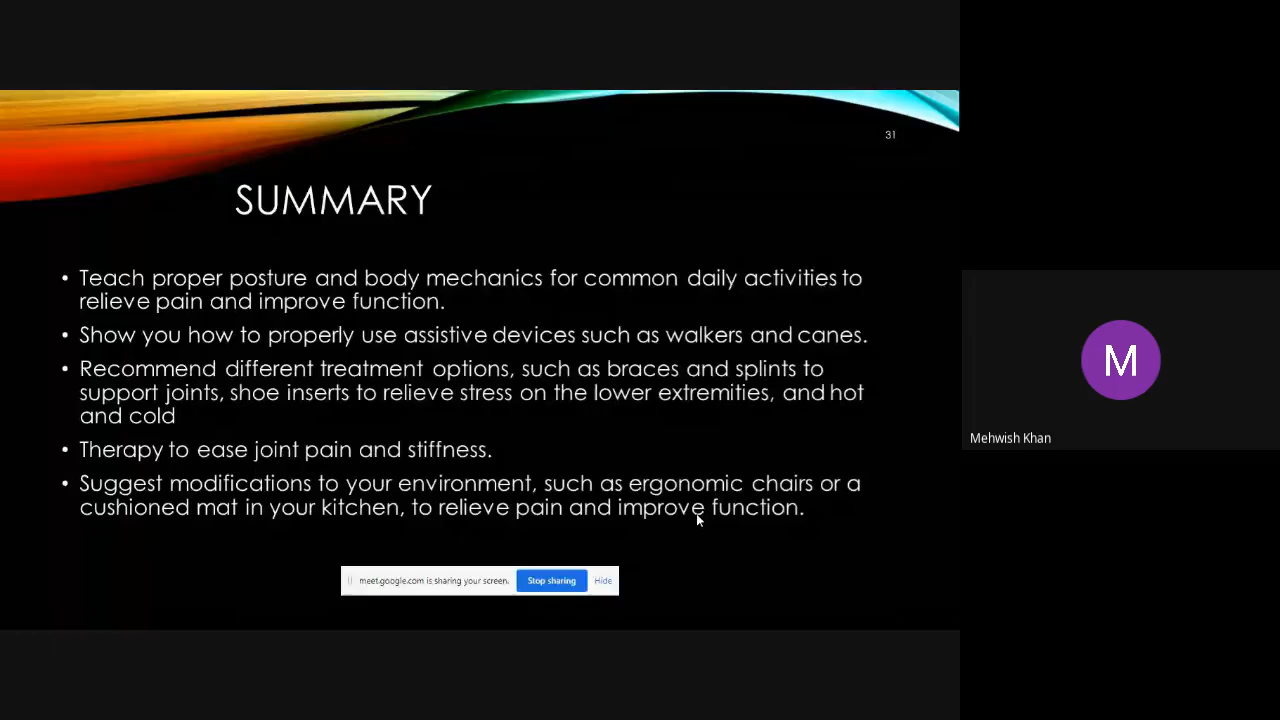 31
SUMMARY
• Teach proper posture and body mechanics for common daily activities to
relieve pain and improve function.
• Show you how to properly use assistive devices such as walkers and canes.
• Recommend different treatment options, such as braces and splints to
support joints, shoe inserts to relieve stress on the lower extremities, and hot
and cold
• Therapy to ease joint pain and stiffness.
• Suggest modifications to your environment, such as ergonomic chairs or a
cushioned mat in your kitchen, to relieve pain and improve function.
meet.google.com is sharing your screen. Stop sharing Hide
M
Mehwish Khan